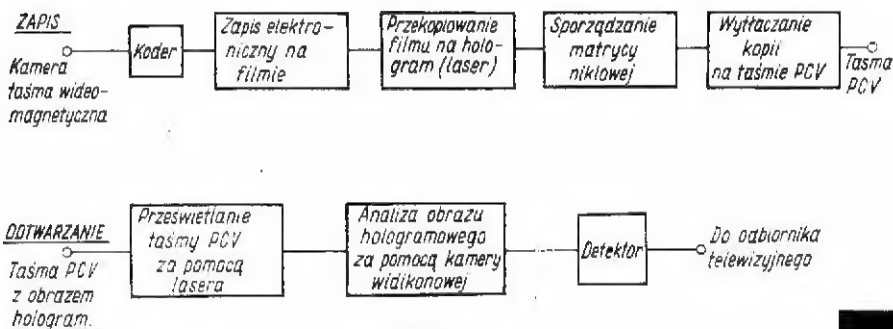 ZAPIS
Kamera
taśma wideo-
magnetyczna
Koder
Zapis elektro-
niczny na
filmie
Przekopiowanie
filmu na holo-
gram (laser)
Sporządzanie
matrycy
niklowej
Wytłaczanie
kopii
na taśmie PCV
Taśma
PCV
ODTWARZANIE
Taśma PCV
z obrazem
hologram.
Prześwietlanie
taśmy PCV
za pomocą
lasera
Analiza obrazu
hologramowego
za pomocą kamery
widikonowej
Detektor
Do odbiornika
telewizyjnego